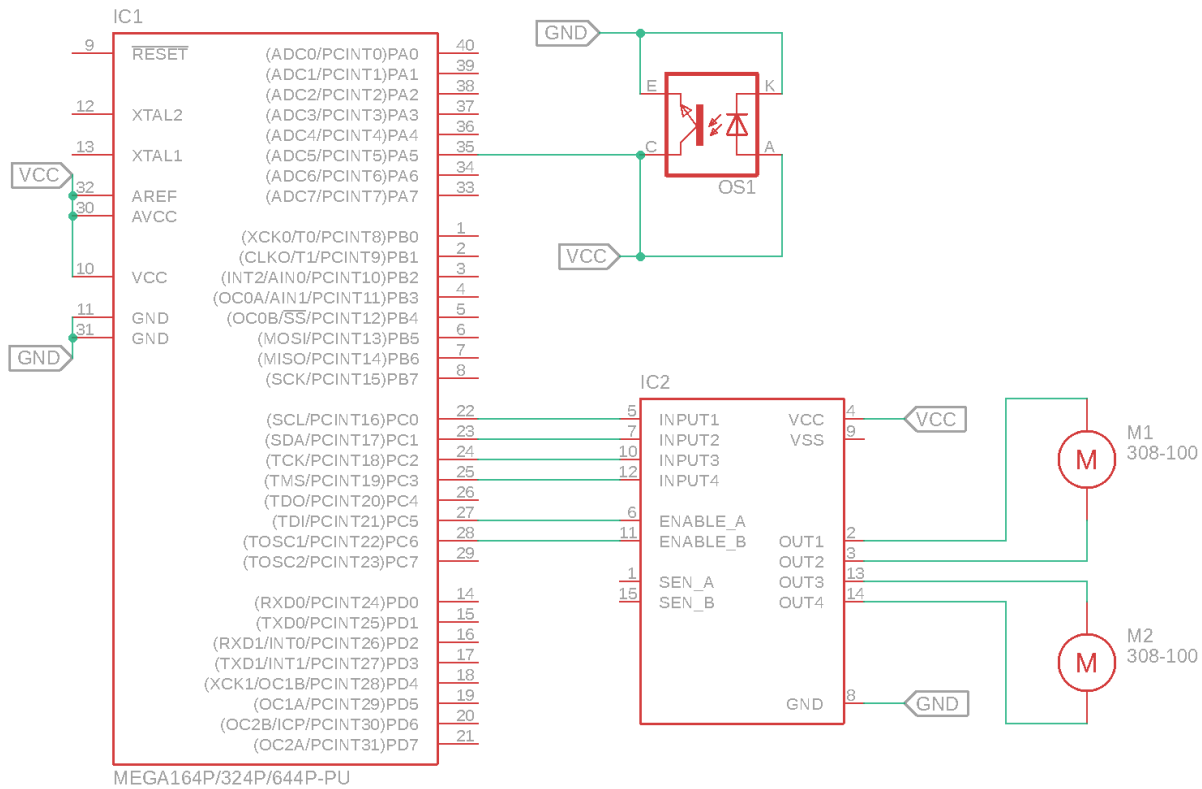 IC1
9 RESET (ADC0/PCINT0)PA0 40
(ADC1/PCINT1)PA1 39
(ADC2/PCINT2)PA2 38
12 XTAL2 (ADC3/PCINT3)PA3 37
(ADC4/PCINT4)PA4 36
13 XTAL1 (ADC5/PCINT5)PA5 35
(ADC6/PCINT6)PA6 34
VCC
32 AREF (ADC7/PCINT7)PA7 33
30 AVCC
(XCK0/T0/PCINT8)PB0 1
(CLKO/T1/PCINT9)PB1 2
10 VCC (INT2/AIN0/PCINT10)PB2 3
(OC0A/AIN1/PCINT11)PB3 4
11 GND (OC0B/SS/PCINT12)PB4 5
31 GND (MOSI/PCINT13)PB5 6
GND
(MISO/PCINT14)PB6 7
(SCK/PCINT15)PB7 8
(SCL/PCINT16)PC0 22
(SDA/PCINT17)PC1 23
(TCK/PCINT18)PC2 24
(TMS/PCINT19)PC3 25
(TDO/PCINT20)PC4 26
(TDI/PCINT21)PC5 27
(TOSC1/PCINT22)PC6 28
(TOSC2/PCINT23)PC7 29
(RXD0/PCINT24)PD0 14
(TXD0/PCINT25)PD1 15
(RXD1/INT0/PCINT26)PD2 16
(TXD1/INT1/PCINT27)PD3 17
(XCK1/OC1B/PCINT28)PD4 18
(OC1A/PCINT29)PD5 19
(OC2B/ICP/PCINT30)PD6 20
(OC2A/PCINT31)PD7 21
MEGA164P/324P/644P-PU
GND
E K
C A
OS1
VCC
IC2
5 INPUT1 VCC 4 VCC
7 INPUT2 VSS 9
10 INPUT3
12 INPUT4
6 ENABLE_A
11 ENABLE_B OUT1 2
OUT2 3
1 SEN_A OUT3 13
15 SEN_B OUT4 14
GND 8 GND
M1
M 308-100
M2
M 308-100